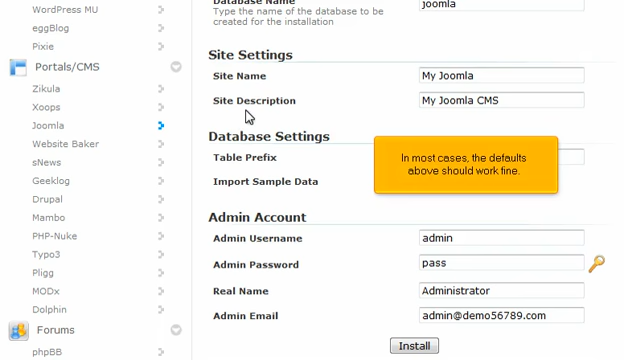 WordPress MU
eggBlog
Pixie
Portals/CMS
Zikula
Xoops
Joomla
Website Baker
sNews
Geeklog
Drupal
Mambo
PHP-Nuke
Typo3
Pligg
MODx
Dolphin
Forums
phpBB
Database Name
joomla
Type the name of the database to be
created for the installation
Site Settings
Site Name
My Joomla
Site Description
My Joomla CMS
Database Settings
Table Prefix
Import Sample Data
In most cases, the defaults
above should work fine.
Admin Account
Admin Username
admin
Admin Password
pass
Real Name
Administrator
Admin Email
admin@demo56789.com
Install